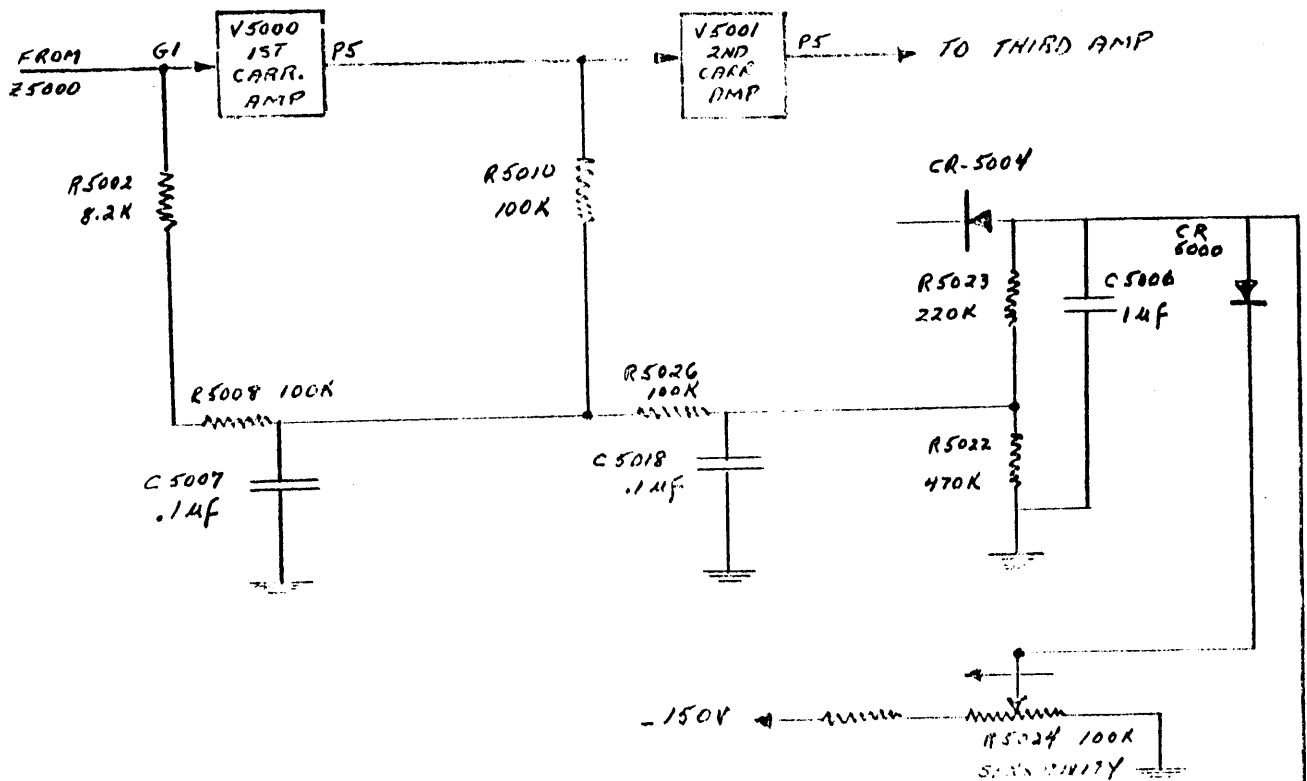 FROM
Z5000
G1
V5000
1ST
CARR.
AMP
P5
V5001
2ND
CARR
AMP
P5
TO THIRD AMP
R5002
8.2K
R5010
100K
CR-5004
CR
5000
R5023
220K
C5006
1µf
R5008 100K
R5026
100K
C5007
.1µf
C5018
.1µf
R5022
470K
-150V
R5024 100K